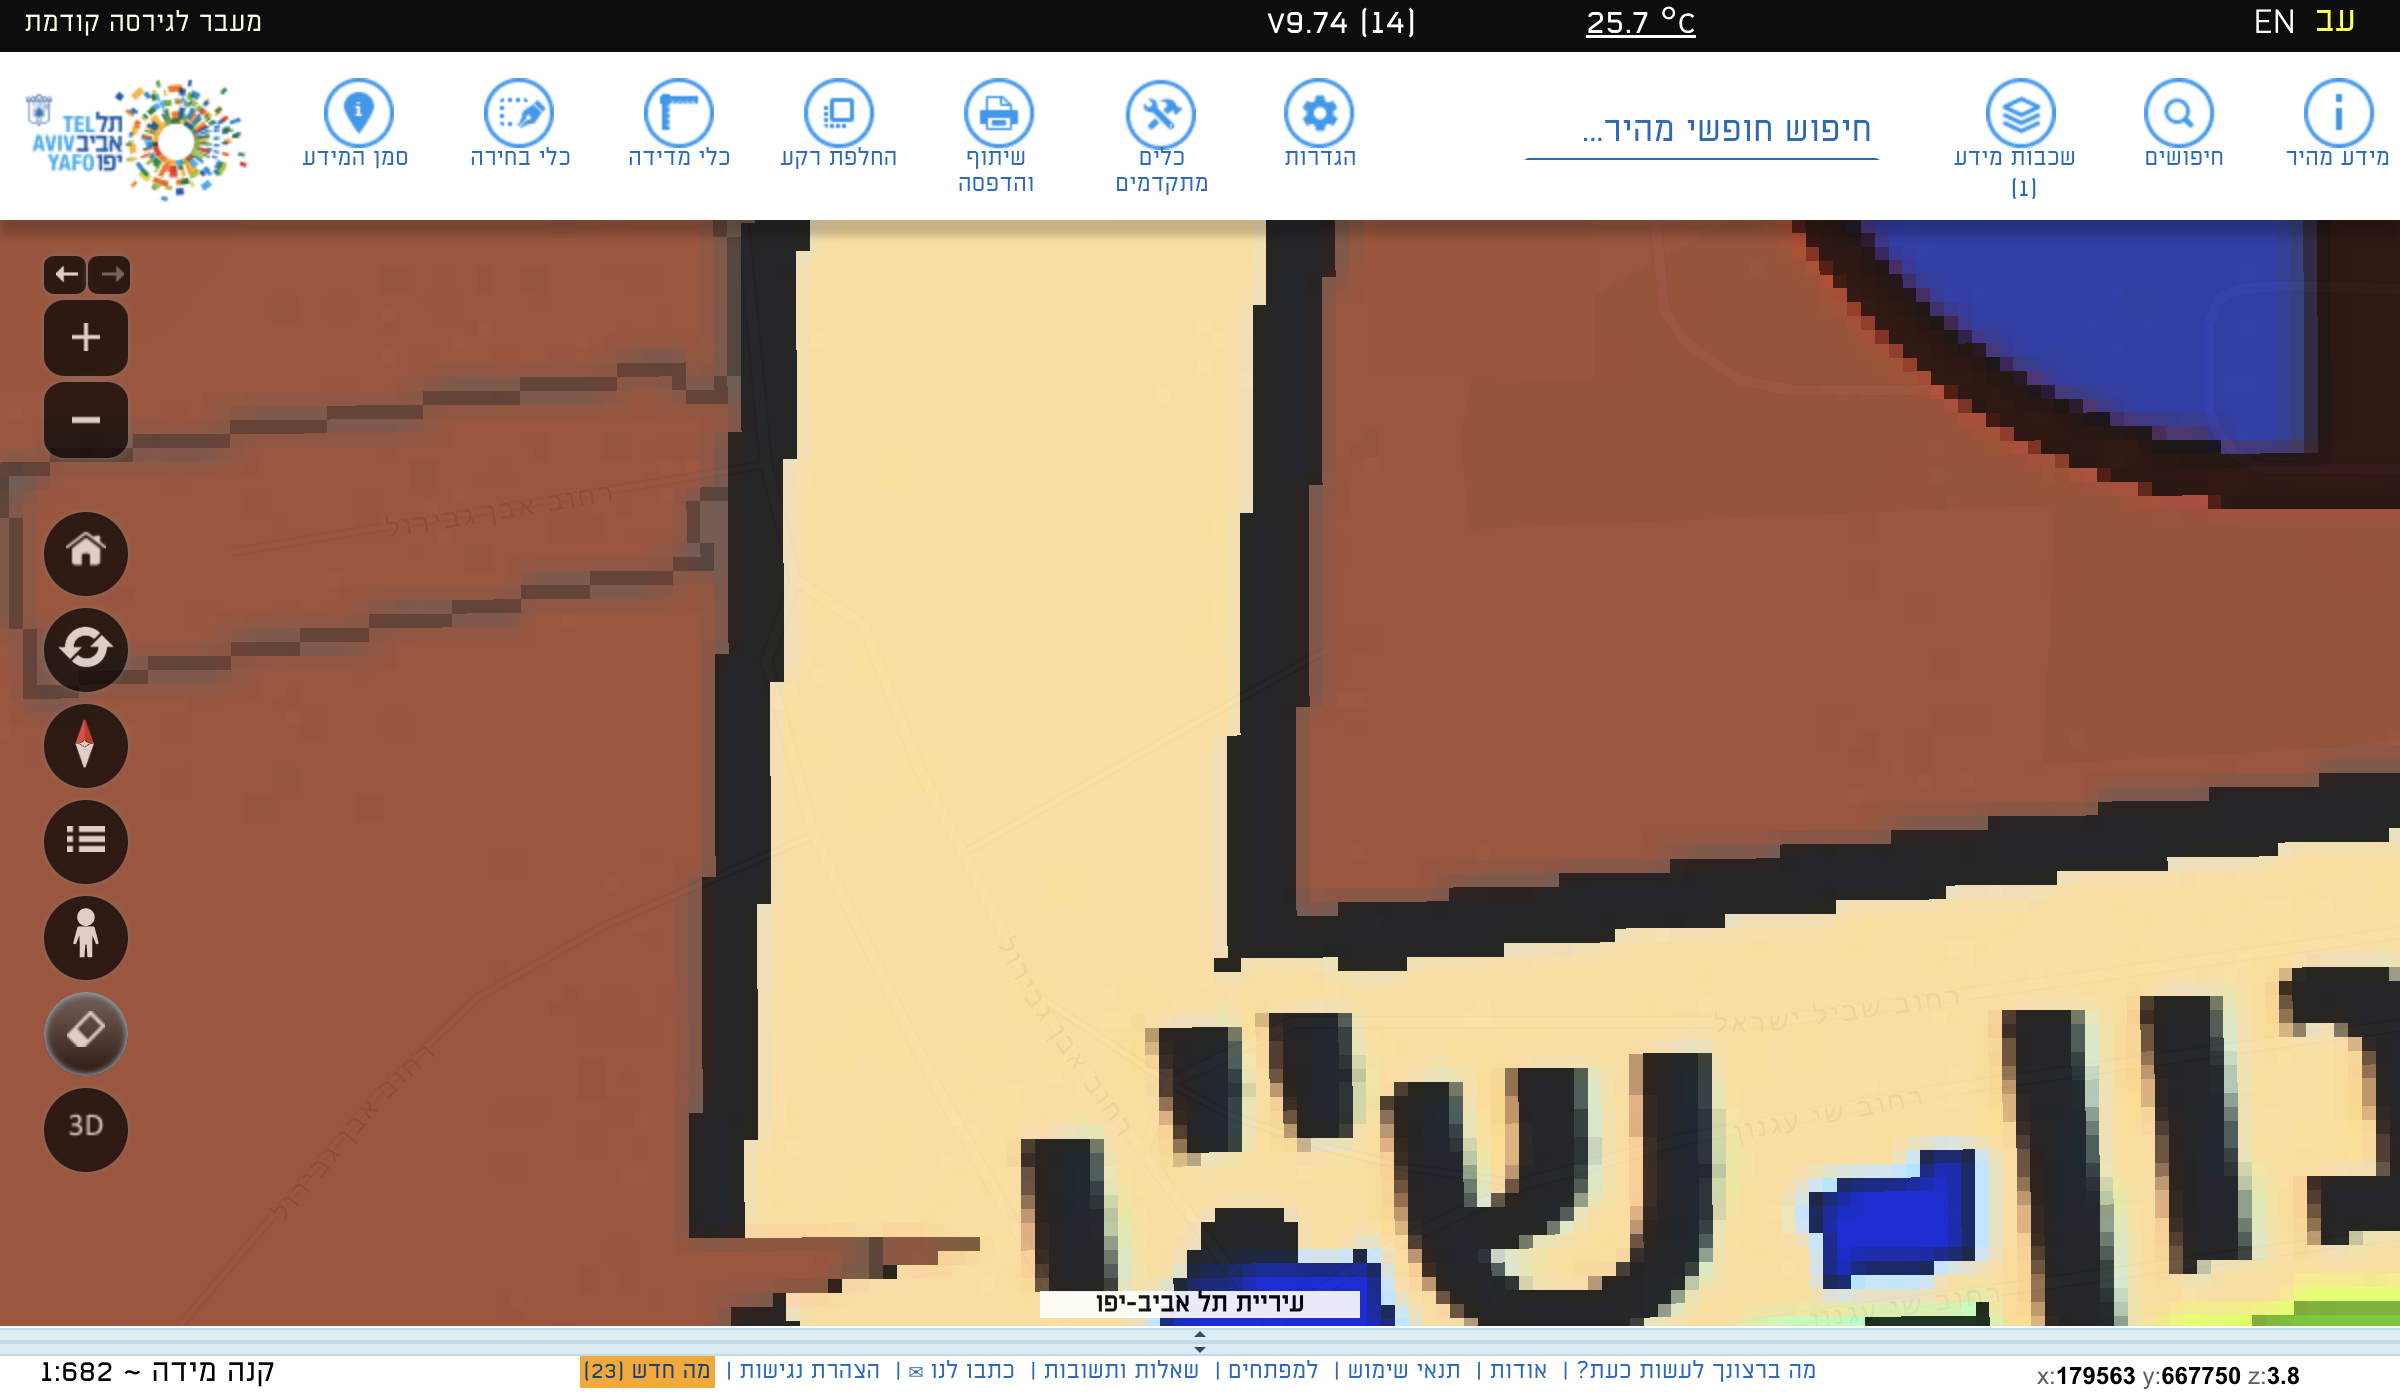 מעבר לגירסה קודמת
V9.74 (14)
25.7 °C
EN עב
תל TEL
אביב AVIV
יפו YAFO
סמן המידע
כלי בחירה
כלי מדידה
החלפת רקע
שיתוף והדפסה
כלים מתקדמים
הגדרות
חיפוש חופשי מהיר...
שכבות מידע (1)
חיפושים
מידע מהיר
רחוב אבן גבירול
רחוב אבן גבירול
רחוב אבן גבירול
רחוב שביל ישראל
רחוב שי עגנון
רחוב שי עגנון
3D
עיריית תל אביב-יפו
קנה מידה ~ 1:682
מה ברצונך לעשות כעת? | אודות | תנאי שימוש | למפתחים | שאלות ותשובות | כתבו לנו ✉ | הצהרת נגישות | מה חדש (23)
x:179563 y:667750 z:3.8